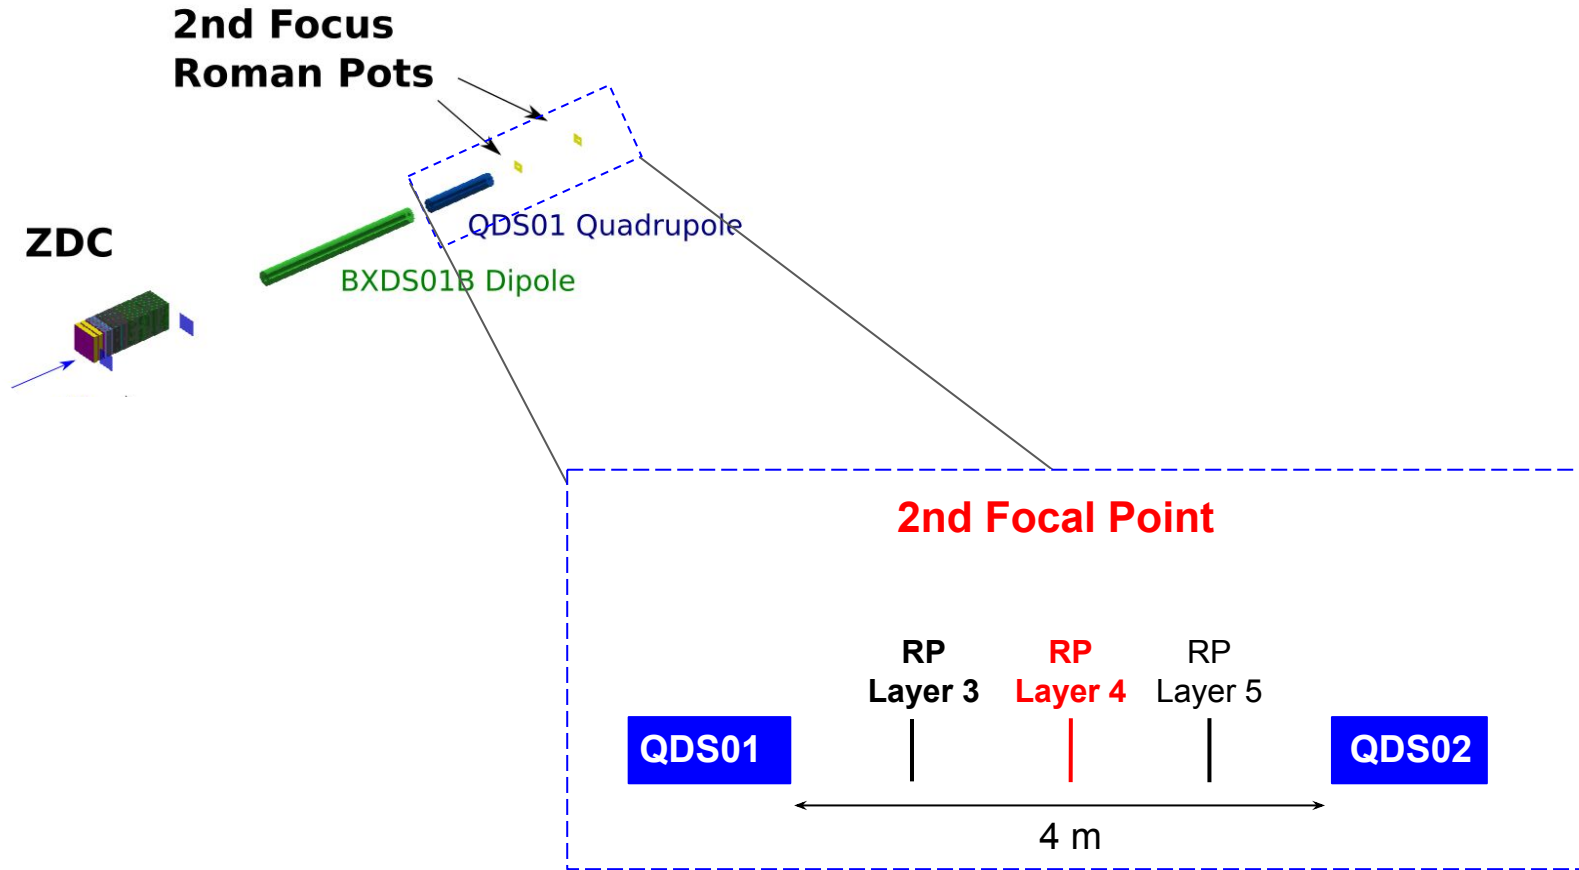 2nd Focus
Roman Pots
ZDC
QDS01 Quadrupole
BXDS01B Dipole
2nd Focal Point
RP
Layer 3
RP
Layer 4
RP
Layer 5
QDS01
QDS02
4 m